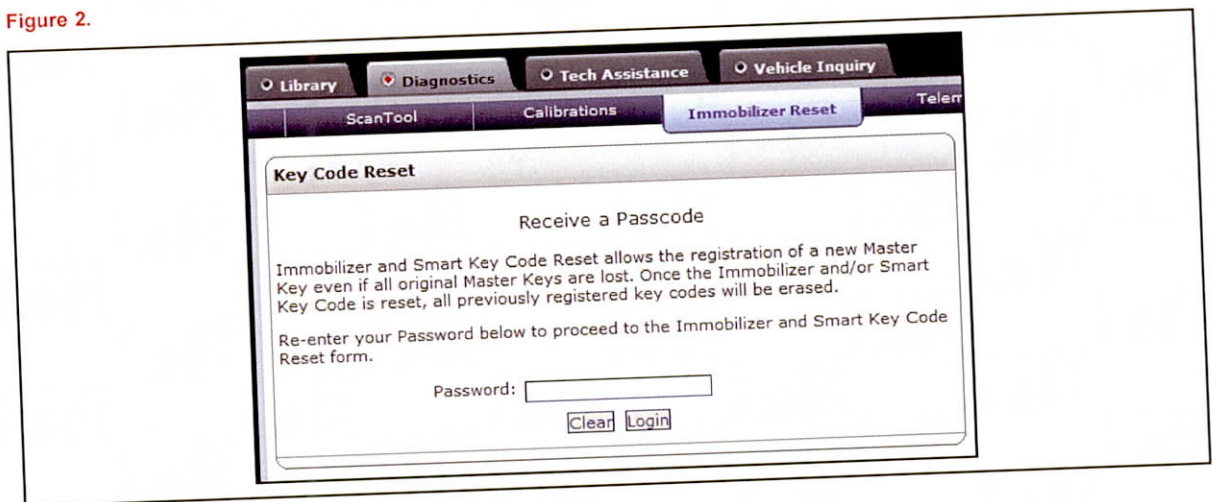 Figure 2.
Library Diagnostics Tech Assistance Vehicle Inquiry
ScanTool Calibrations Immobilizer Reset Telem
Key Code Reset
Receive a Passcode
Immobilizer and Smart Key Code Reset allows the registration of a new Master
Key even if all original Master Keys are lost. Once the Immobilizer and/or Smart
Key Code is reset, all previously registered key codes will be erased.
Re-enter your Password below to proceed to the Immobilizer and Smart Key Code
Reset form.
Password:
Clear Login